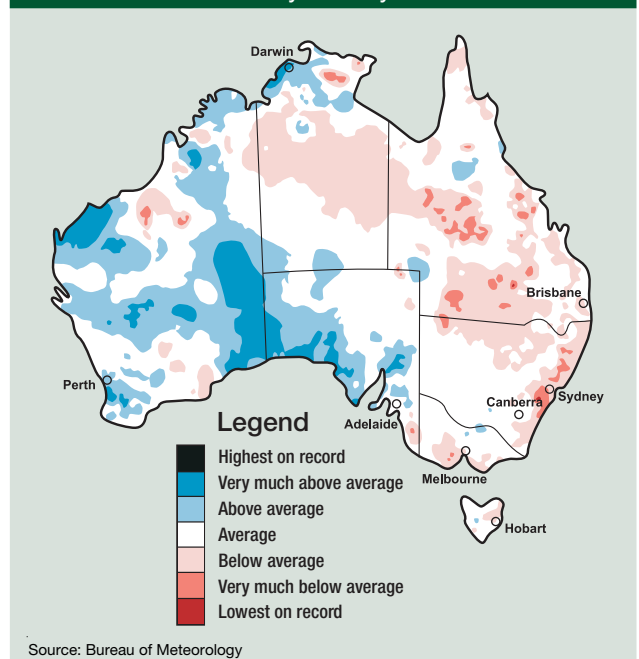 Darwin
Brisbane
Perth
Sydney
Canberra
Adelaide
Melbourne
Hobart
Legend
Highest on record
Very much above average
Above average
Average
Below average
Very much below average
Lowest on record
Source: Bureau of Meteorology